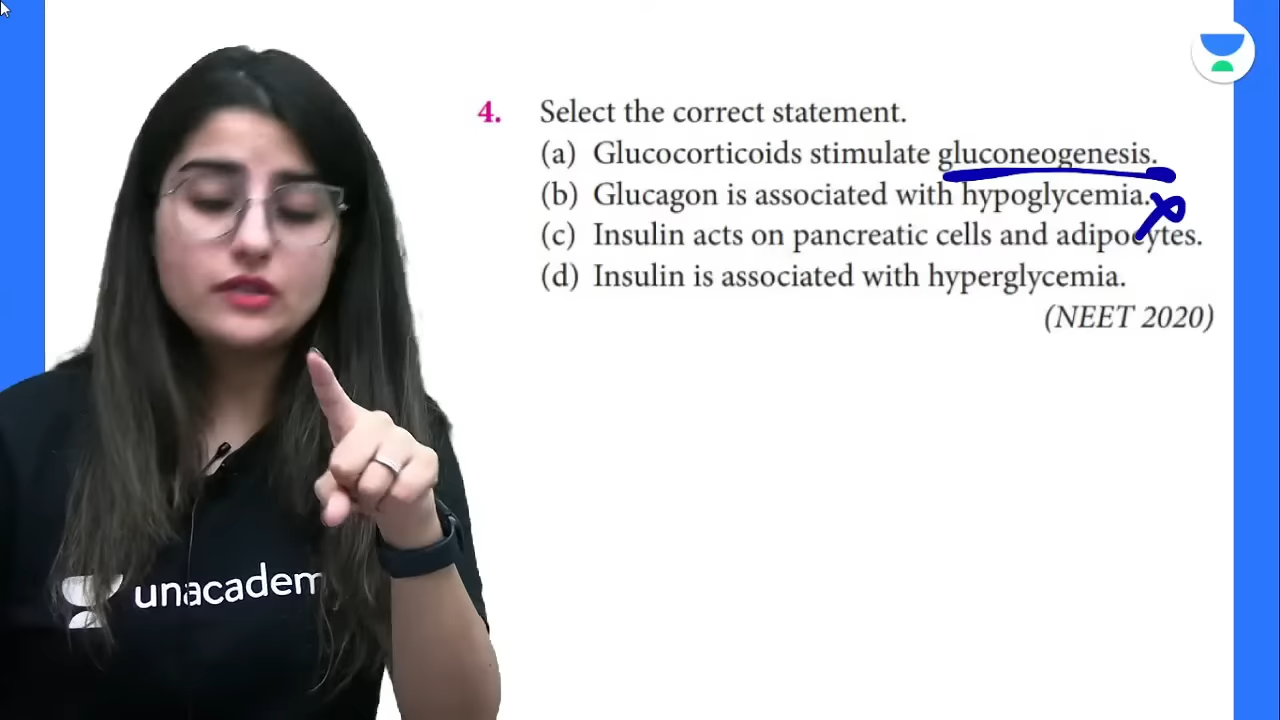 4. Select the correct statement.
(a) Glucocorticoids stimulate gluconeogenesis.
(b) Glucagon is associated with hypoglycemia.
(c) Insulin acts on pancreatic cells and adipocytes.
(d) Insulin is associated with hyperglycemia.
(NEET 2020)
unacadem